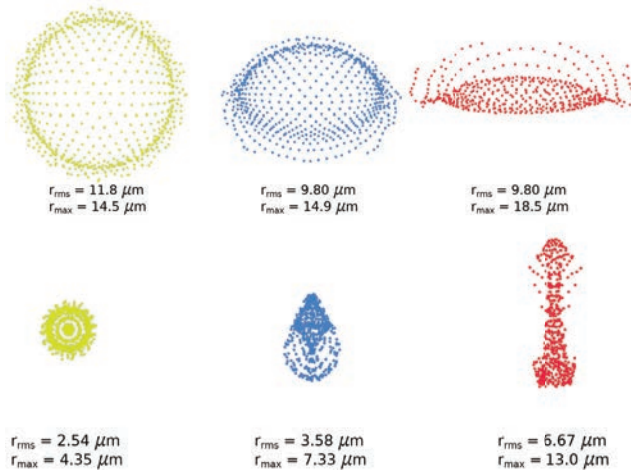 r_rms = 11.8 μm
r_max = 14.5 μm
r_rms = 9.80 μm
r_max = 14.9 μm
r_rms = 9.80 μm
r_max = 18.5 μm
r_rms = 2.54 μm
r_max = 4.35 μm
r_rms = 3.58 μm
r_max = 7.33 μm
r_rms = 6.67 μm
r_max = 13.0 μm